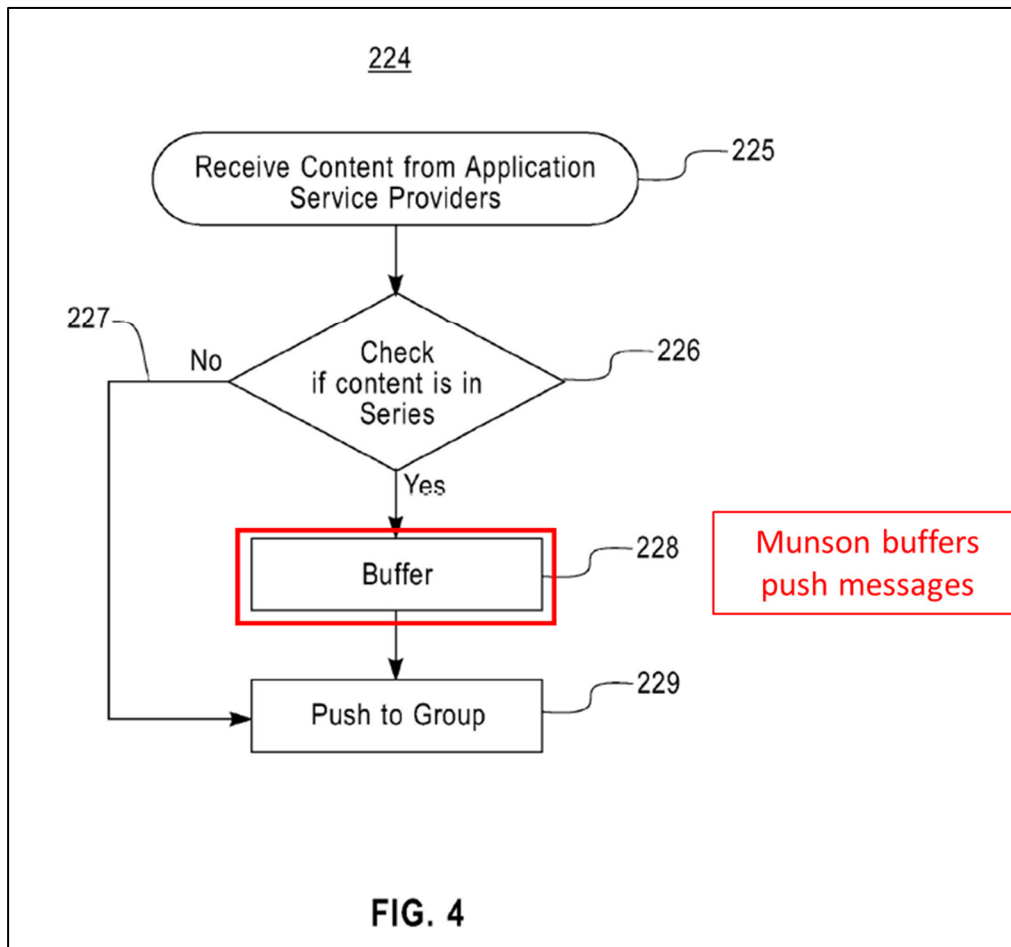 224
Receive Content from Application
Service Providers
225
227
No
Check
if content is in
Series
226
Yes
Buffer
228
Munson buffers
push messages
Push to Group
229
FIG. 4